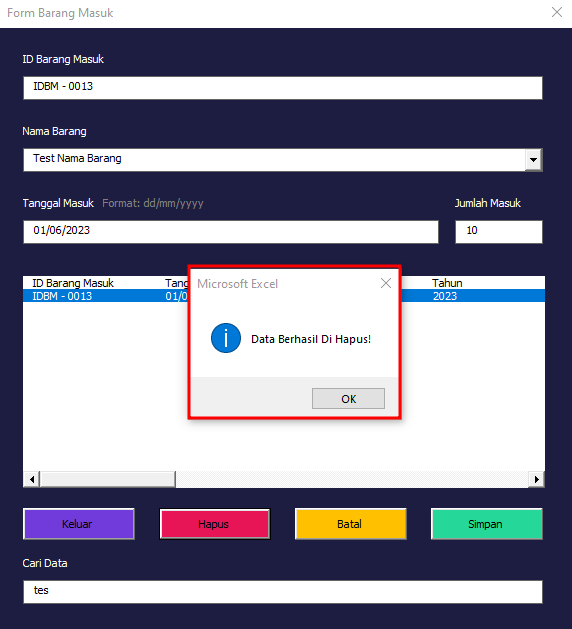 Form Barang Masuk
ID Barang Masuk
IDBM - 0013
Nama Barang
Test Nama Barang
Tanggal Masuk Format: dd/mm/yyyy Jumlah Masuk
01/06/2023 10
ID Barang Masuk Tang Tahun
IDBM - 0013 01/0 2023
Microsoft Excel
Data Berhasil Di Hapus!
OK
Keluar Hapus Batal Simpan
Cari Data
tes